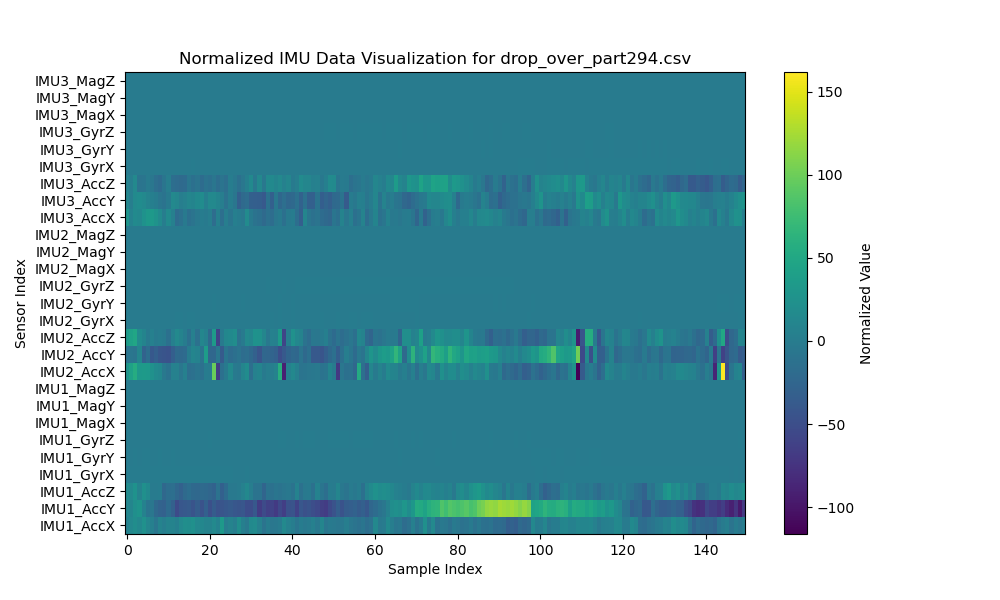 Normalized IMU Data Visualization for drop_over_part294.csv
IMU3_MagZ
IMU3_MagY
IMU3_MagX
IMU3_GyrZ
IMU3_GyrY
IMU3_GyrX
IMU3_AccZ
IMU3_AccY
IMU3_AccX
IMU2_MagZ
IMU2_MagY
IMU2_MagX
IMU2_GyrZ
IMU2_GyrY
IMU2_GyrX
IMU2_AccZ
IMU2_AccY
IMU2_AccX
IMU1_MagZ
IMU1_MagY
IMU1_MagX
IMU1_GyrZ
IMU1_GyrY
IMU1_GyrX
IMU1_AccZ
IMU1_AccY
IMU1_AccX
Sensor Index
0 20 40 60 80 100 120 140
Sample Index
150
100
50
0
−50
−100
Normalized Value